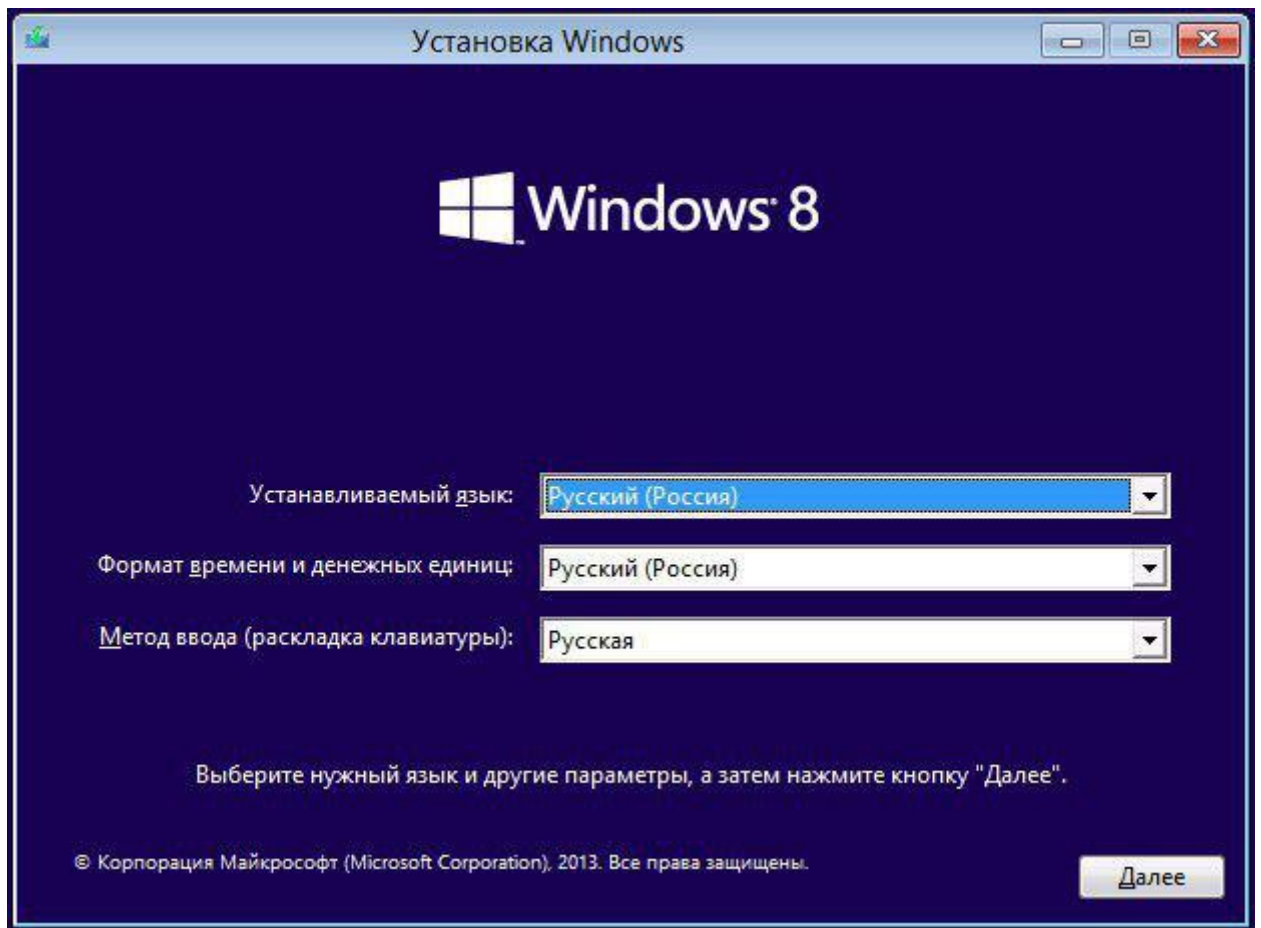 Установка Windows
Windows® 8
Устанавливаемый язык: Русский (Россия)
Формат времени и денежных единиц: Русский (Россия)
Метод ввода (раскладка клавиатуры): Русская
Выберите нужный язык и другие параметры, а затем нажмите кнопку "Далее".
© Корпорация Майкрософт (Microsoft Corporation), 2013. Все права защищены.
Далее